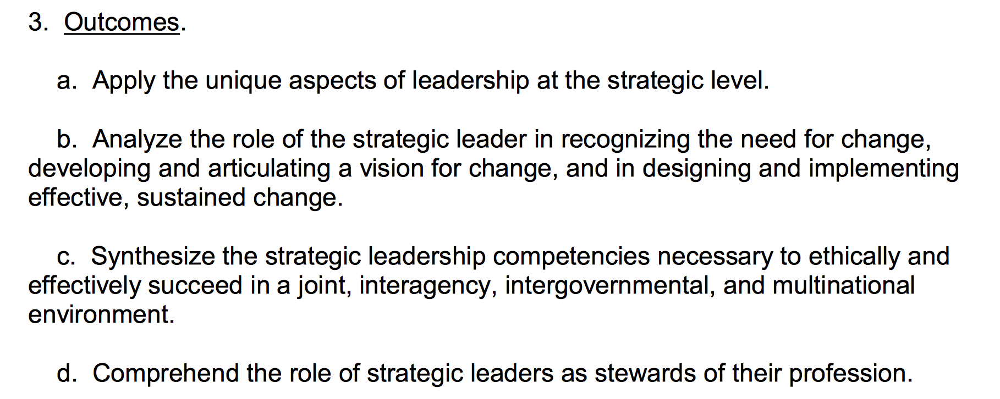 3. Outcomes.
a. Apply the unique aspects of leadership at the strategic level.
b. Analyze the role of the strategic leader in recognizing the need for change,
developing and articulating a vision for change, and in designing and implementing
effective, sustained change.
c. Synthesize the strategic leadership competencies necessary to ethically and
effectively succeed in a joint, interagency, intergovernmental, and multinational
environment.
d. Comprehend the role of strategic leaders as stewards of their profession.